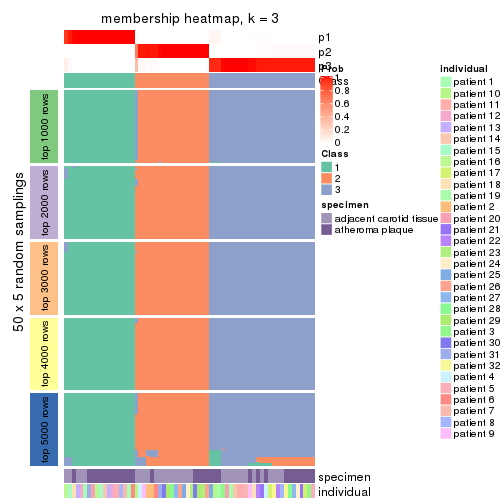 membership heatmap, k = 3
p1
p2
p3
Class
50 x 5 random samplings
top 1000 rows
top 2000 rows
top 3000 rows
top 4000 rows
top 5000 rows
specimen
individual
Prob
1
0.8
0.6
0.4
0.2
0
Class
1
2
3
specimen
adjacent carotid tissue
atheroma plaque
individual
patient 1
patient 10
patient 11
patient 12
patient 13
patient 14
patient 15
patient 16
patient 17
patient 18
patient 19
patient 2
patient 20
patient 21
patient 22
patient 23
patient 24
patient 25
patient 26
patient 27
patient 28
patient 29
patient 3
patient 30
patient 31
patient 32
patient 4
patient 5
patient 6
patient 7
patient 8
patient 9